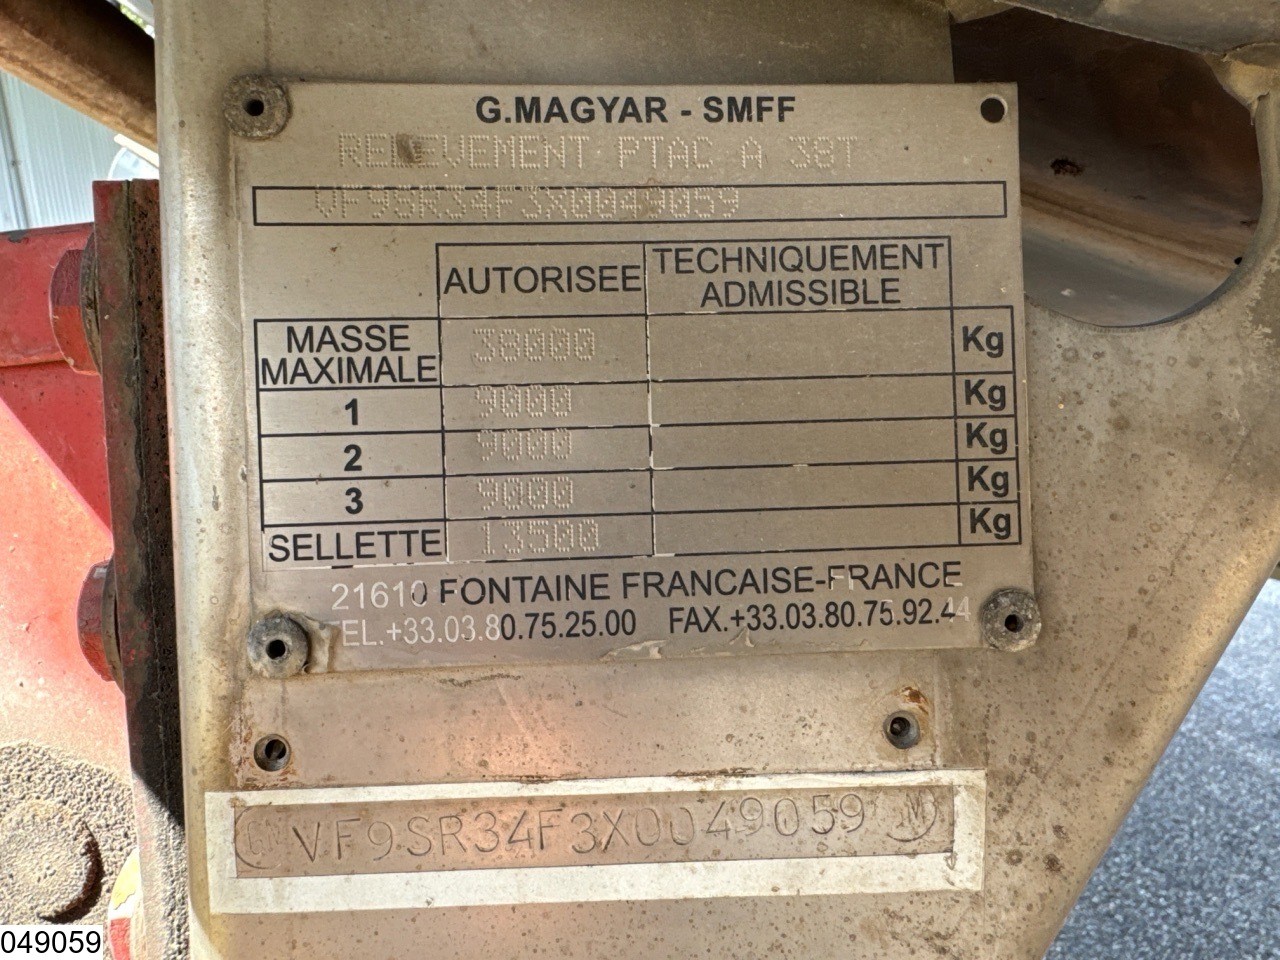 G.MAGYAR - SMFF
RELEVEMENT PTAC A 38T
VF9SR34F3X0049059
AUTORISEE TECHNIQUEMENT ADMISSIBLE
MASSE MAXIMALE 38000 Kg
1 9000 Kg
2 9000 Kg
3 9000 Kg
SELLETTE 13500 Kg
21610 FONTAINE FRANCAISE-FRANCE
TEL.+33.03.80.75.25.00 FAX.+33.03.80.75.92.44
VF9SR34F3X0049059
049059